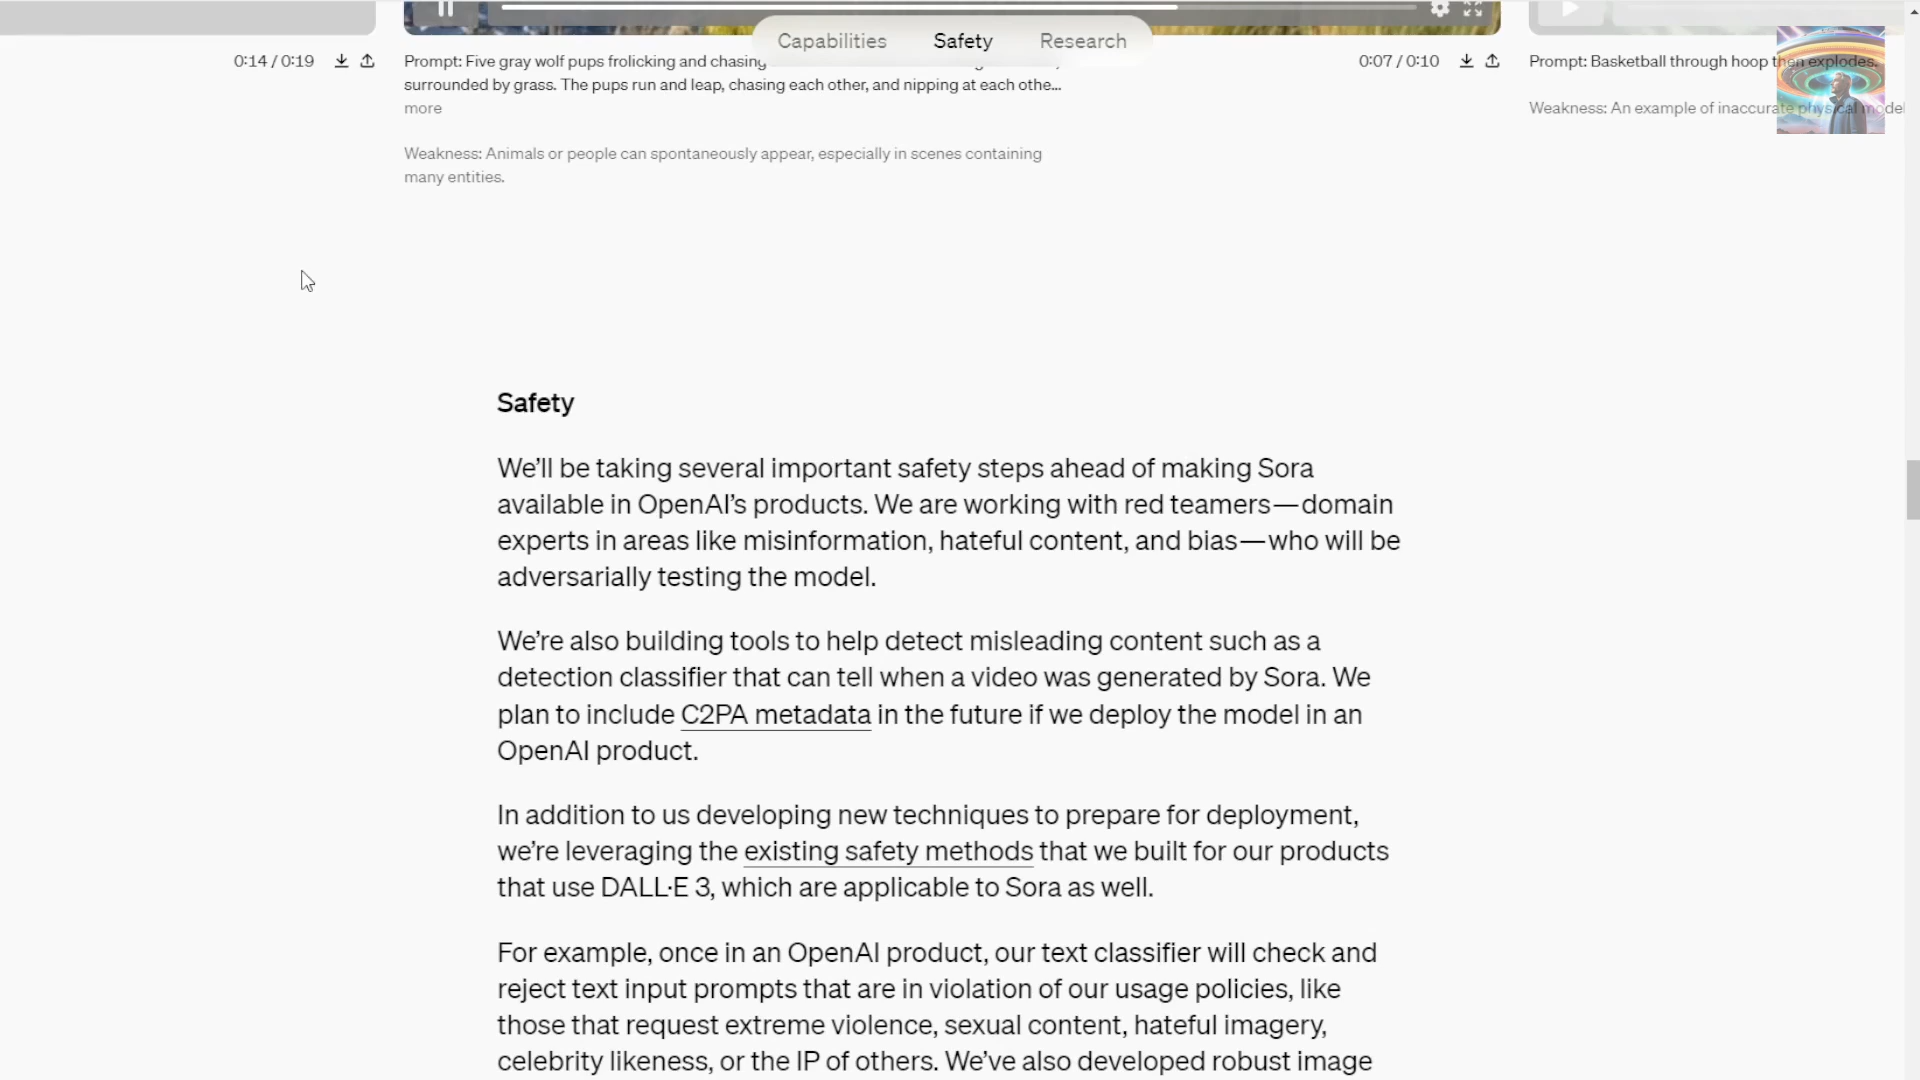 Capabilities Safety Research
0:14 / 0:19
Prompt: Five gray wolf pups frolicking and chasing
surrounded by grass. The pups run and leap, chasing each other, and nipping at each othe...
more
Weakness: Animals or people can spontaneously appear, especially in scenes containing
many entities.
0:07 / 0:10
Prompt: Basketball through hoop then explodes.
Weakness: An example of inaccurate physical model
Safety
We’ll be taking several important safety steps ahead of making Sora
available in OpenAI’s products. We are working with red teamers—domain
experts in areas like misinformation, hateful content, and bias—who will be
adversarially testing the model.
We’re also building tools to help detect misleading content such as a
detection classifier that can tell when a video was generated by Sora. We
plan to include C2PA metadata in the future if we deploy the model in an
OpenAI product.
In addition to us developing new techniques to prepare for deployment,
we’re leveraging the existing safety methods that we built for our products
that use DALL·E 3, which are applicable to Sora as well.
For example, once in an OpenAI product, our text classifier will check and
reject text input prompts that are in violation of our usage policies, like
those that request extreme violence, sexual content, hateful imagery,
celebrity likeness, or the IP of others. We’ve also developed robust image